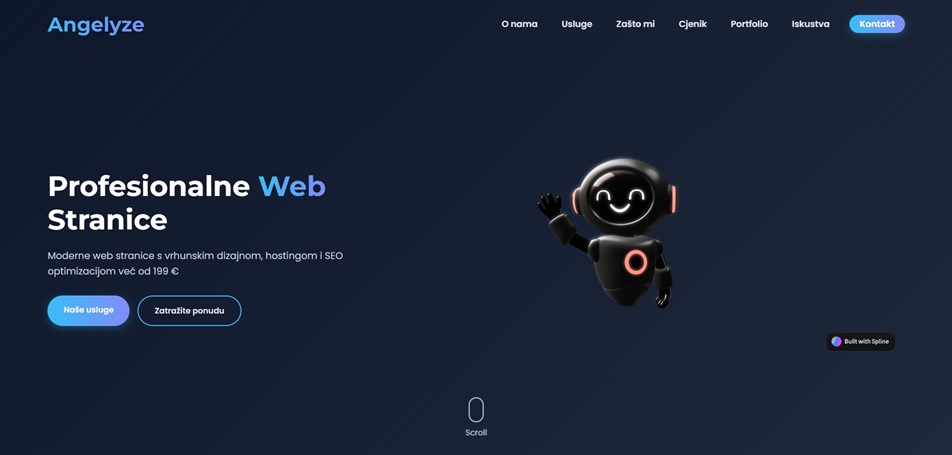 Angelyze
O nama Usluge Zašto mi Cjenik Portfolio Iskustva Kontakt
Profesionalne Web
Stranice
Moderne web stranice s vrhunskim dizajnom, hostingom i SEO
optimizacijom već od 199 €
Naše usluge Zatražite ponudu
Built with Spline
Scroll